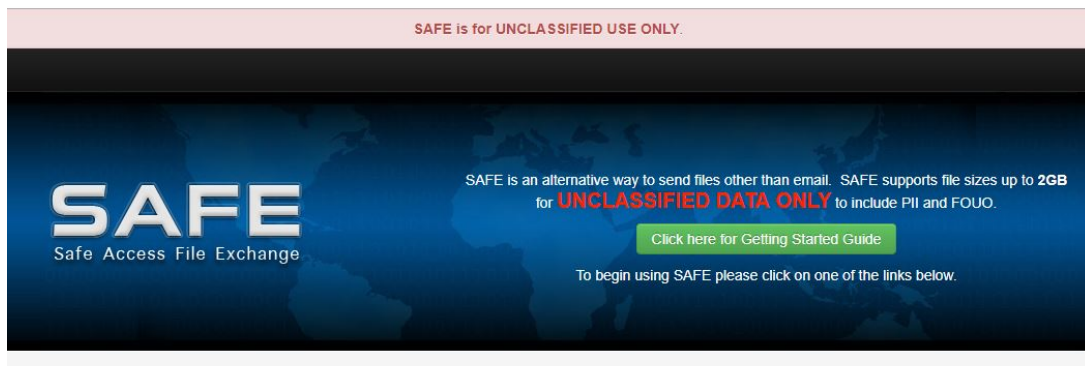 SAFE is for UNCLASSIFIED USE ONLY.
SAFE
Safe Access File Exchange
SAFE is an alternative way to send files other than email. SAFE supports file sizes up to 2GB
for UNCLASSIFIED DATA ONLY to include PII and FOUO.
Click here for Getting Started Guide
To begin using SAFE please click on one of the links below.